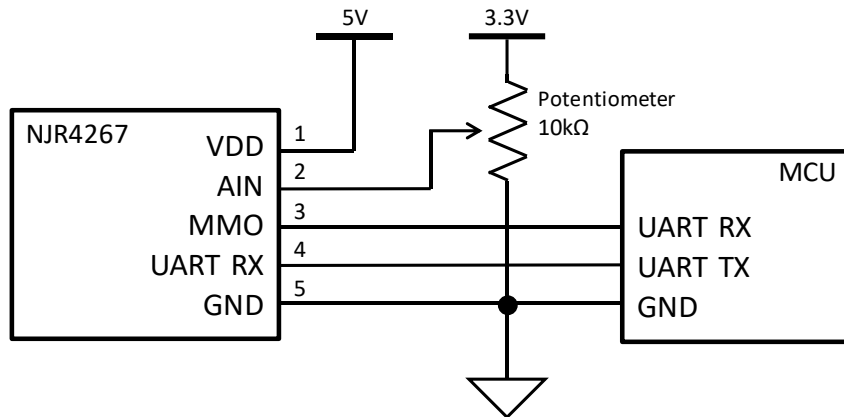 5V
3.3V
Potentiometer
10kΩ
NJR4267
VDD
1
AIN
2
MMO
3
UART RX
4
GND
5
MCU
UART RX
UART TX
GND